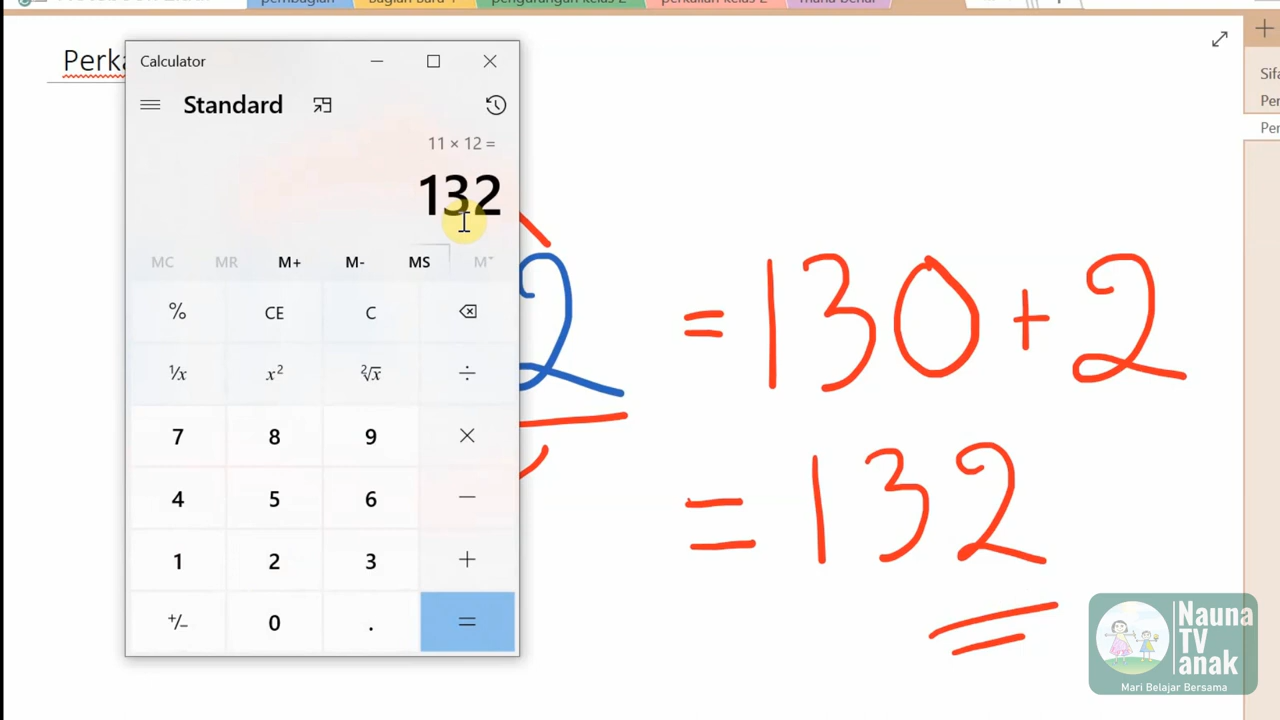 Calculator
Standard
11 × 12 =
132
MC MR M+ M- MS M
% CE C
¹/x x² ²√x ÷
7 8 9 ×
4 5 6 −
1 2 3 +
+/− 0 . =
2
= 130 + 2
= 132
Nauna
TV
anak
Mari Belajar Bersama